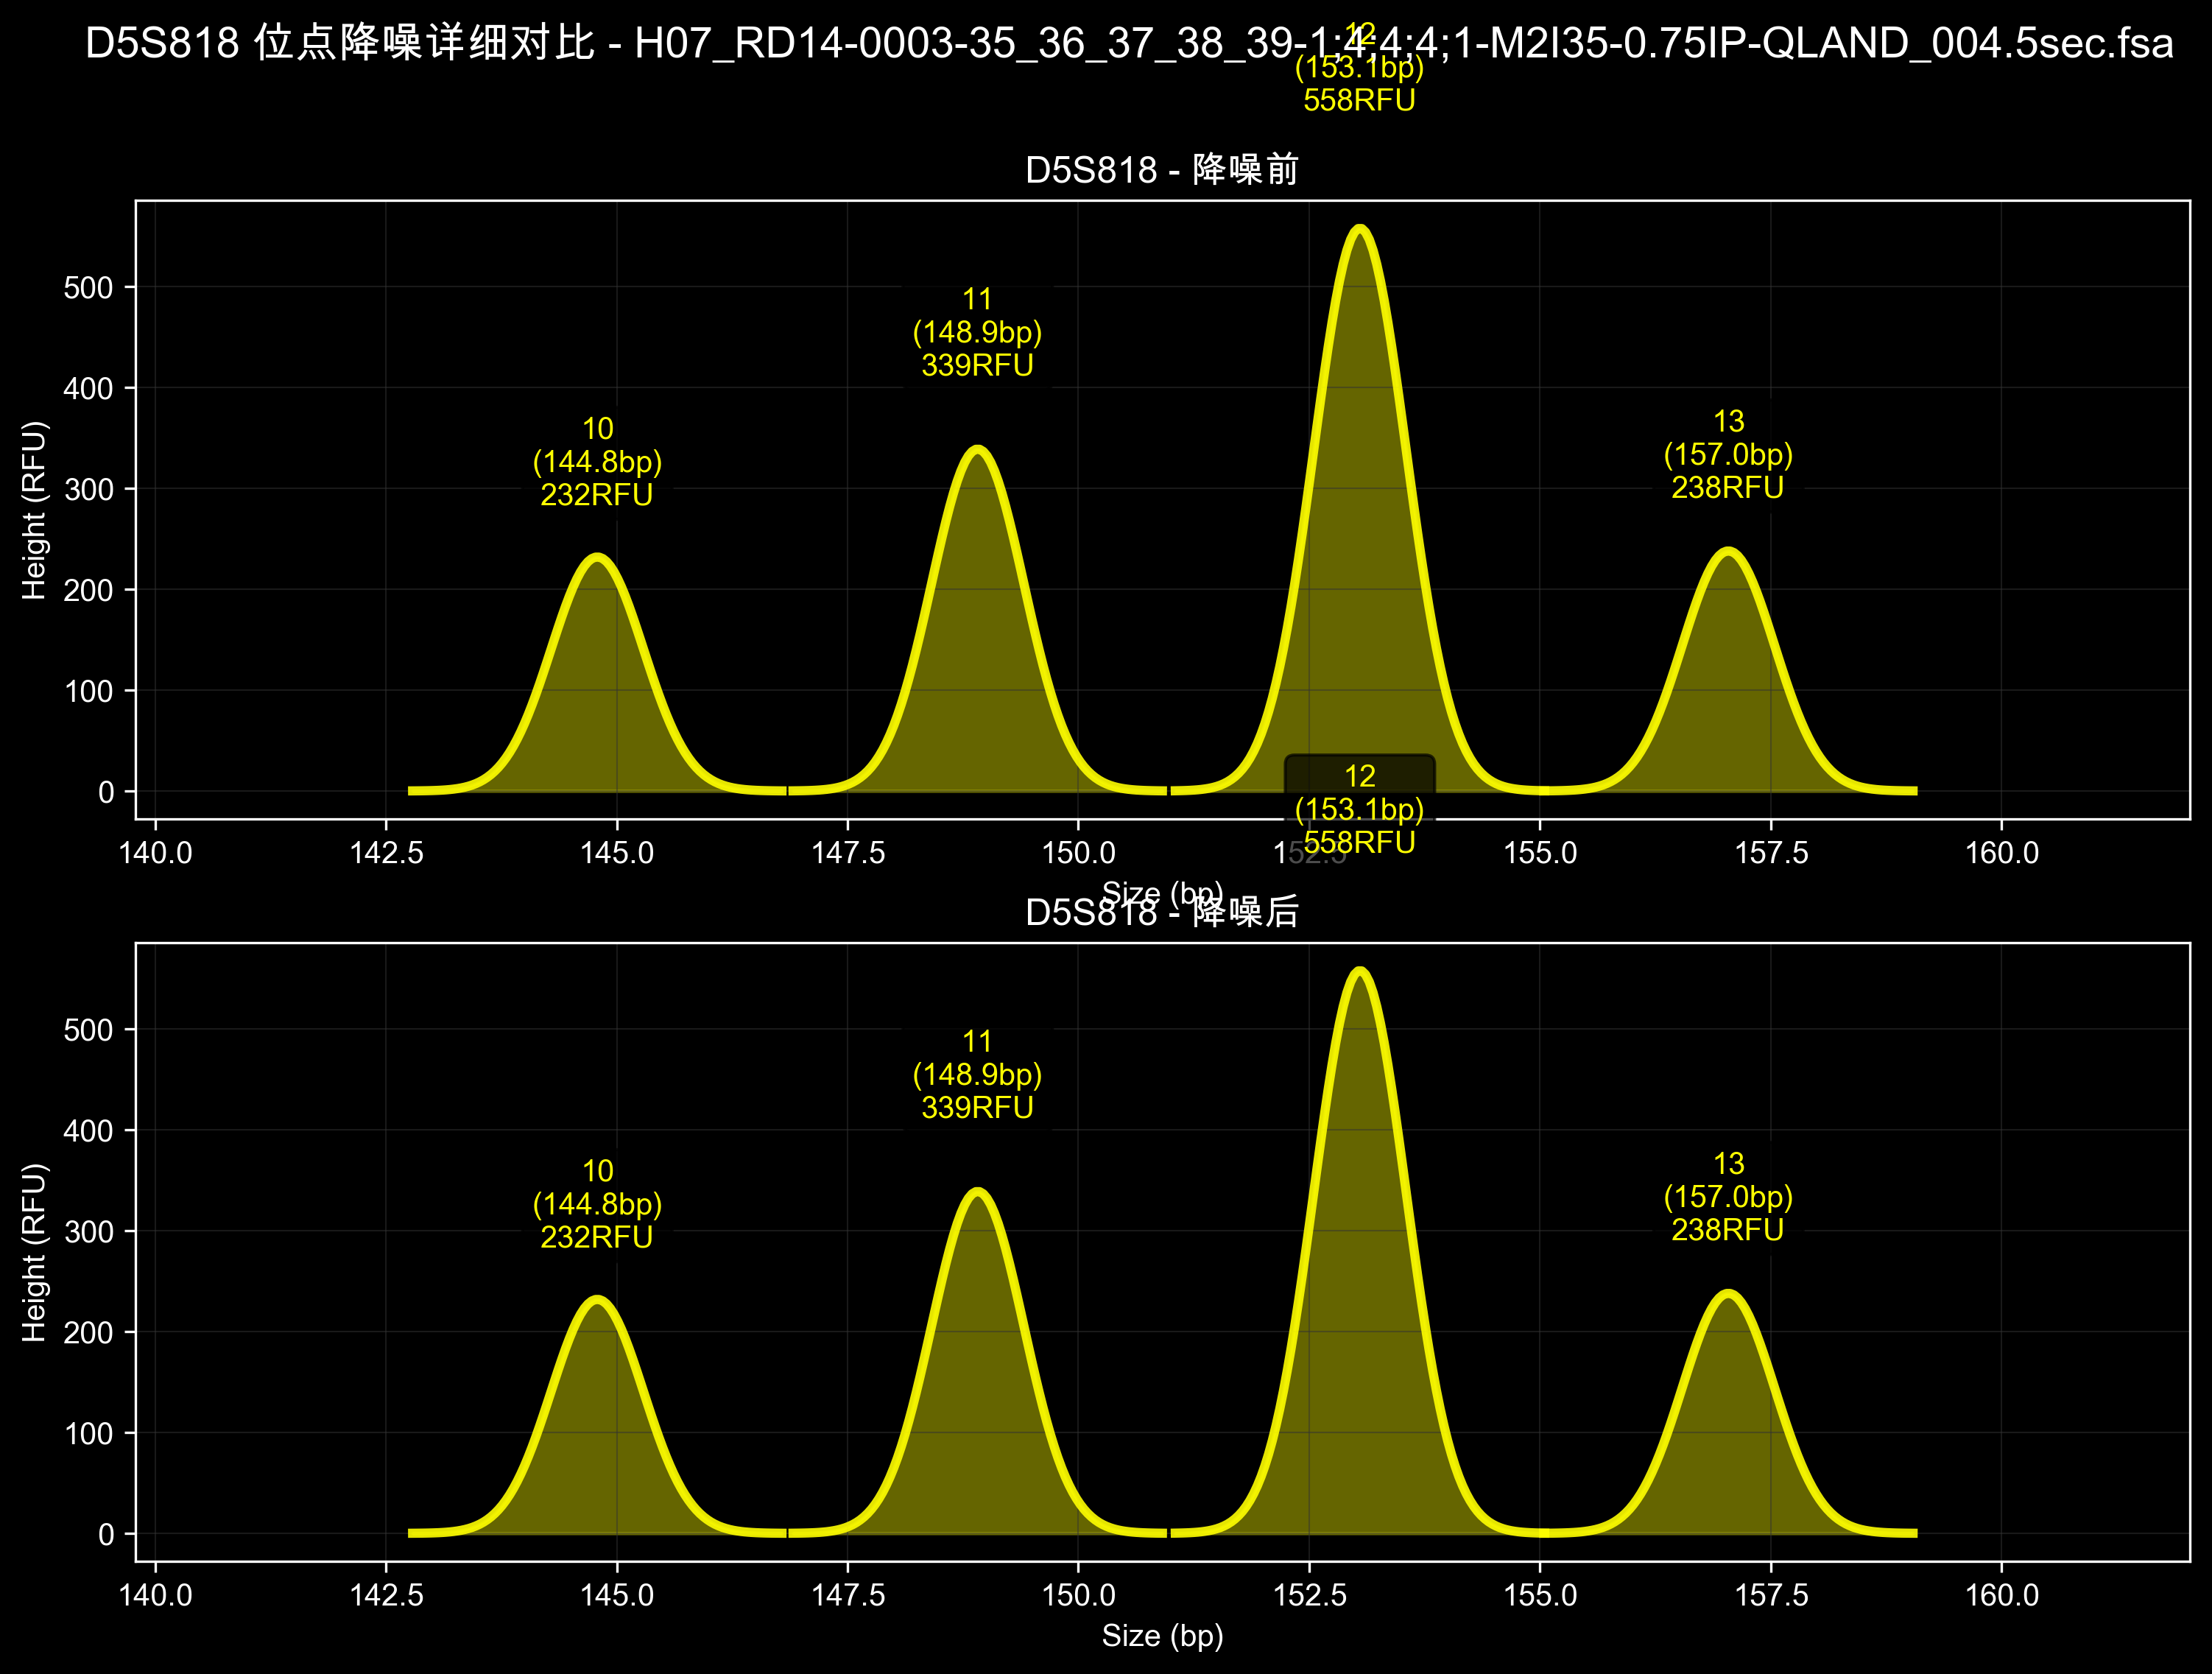 D5S818 位点降噪详细对比 - H07_RD14-0003-35_36_37_38_39-1;4;4;4;1-M2I35-0.75IP-QLAND_004.5sec.fsa
12
(153.1bp)
558RFU
D5S818 - 降噪前
Height (RFU)
500
400
300
200
100
0
10
(144.8bp)
232RFU
11
(148.9bp)
339RFU
13
(157.0bp)
238RFU
140.0 142.5 145.0 147.5 150.0 152.5 155.0 157.5 160.0
Size (bp)
12
(153.1bp)
558RFU
D5S818 - 降噪后
Height (RFU)
500
400
300
200
100
0
10
(144.8bp)
232RFU
11
(148.9bp)
339RFU
13
(157.0bp)
238RFU
140.0 142.5 145.0 147.5 150.0 152.5 155.0 157.5 160.0
Size (bp)